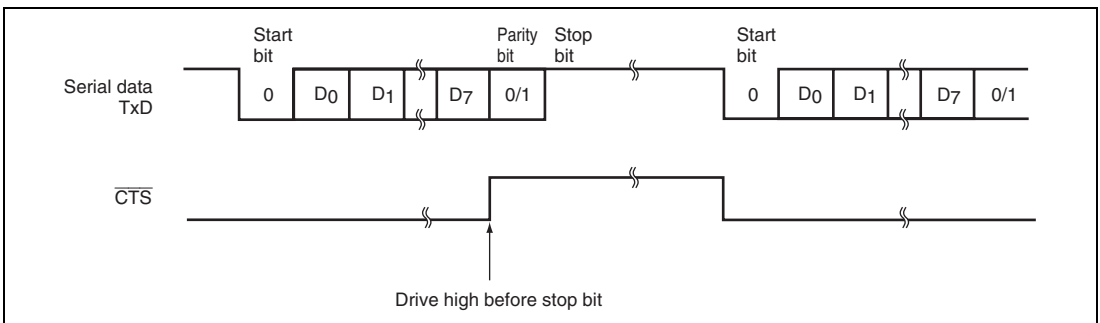 Start bit
Parity bit
Stop bit
Start bit
Serial data TxD
0
D0
D1
D7
0/1
0
D0
D1
D7
0/1
CTS
Drive high before stop bit